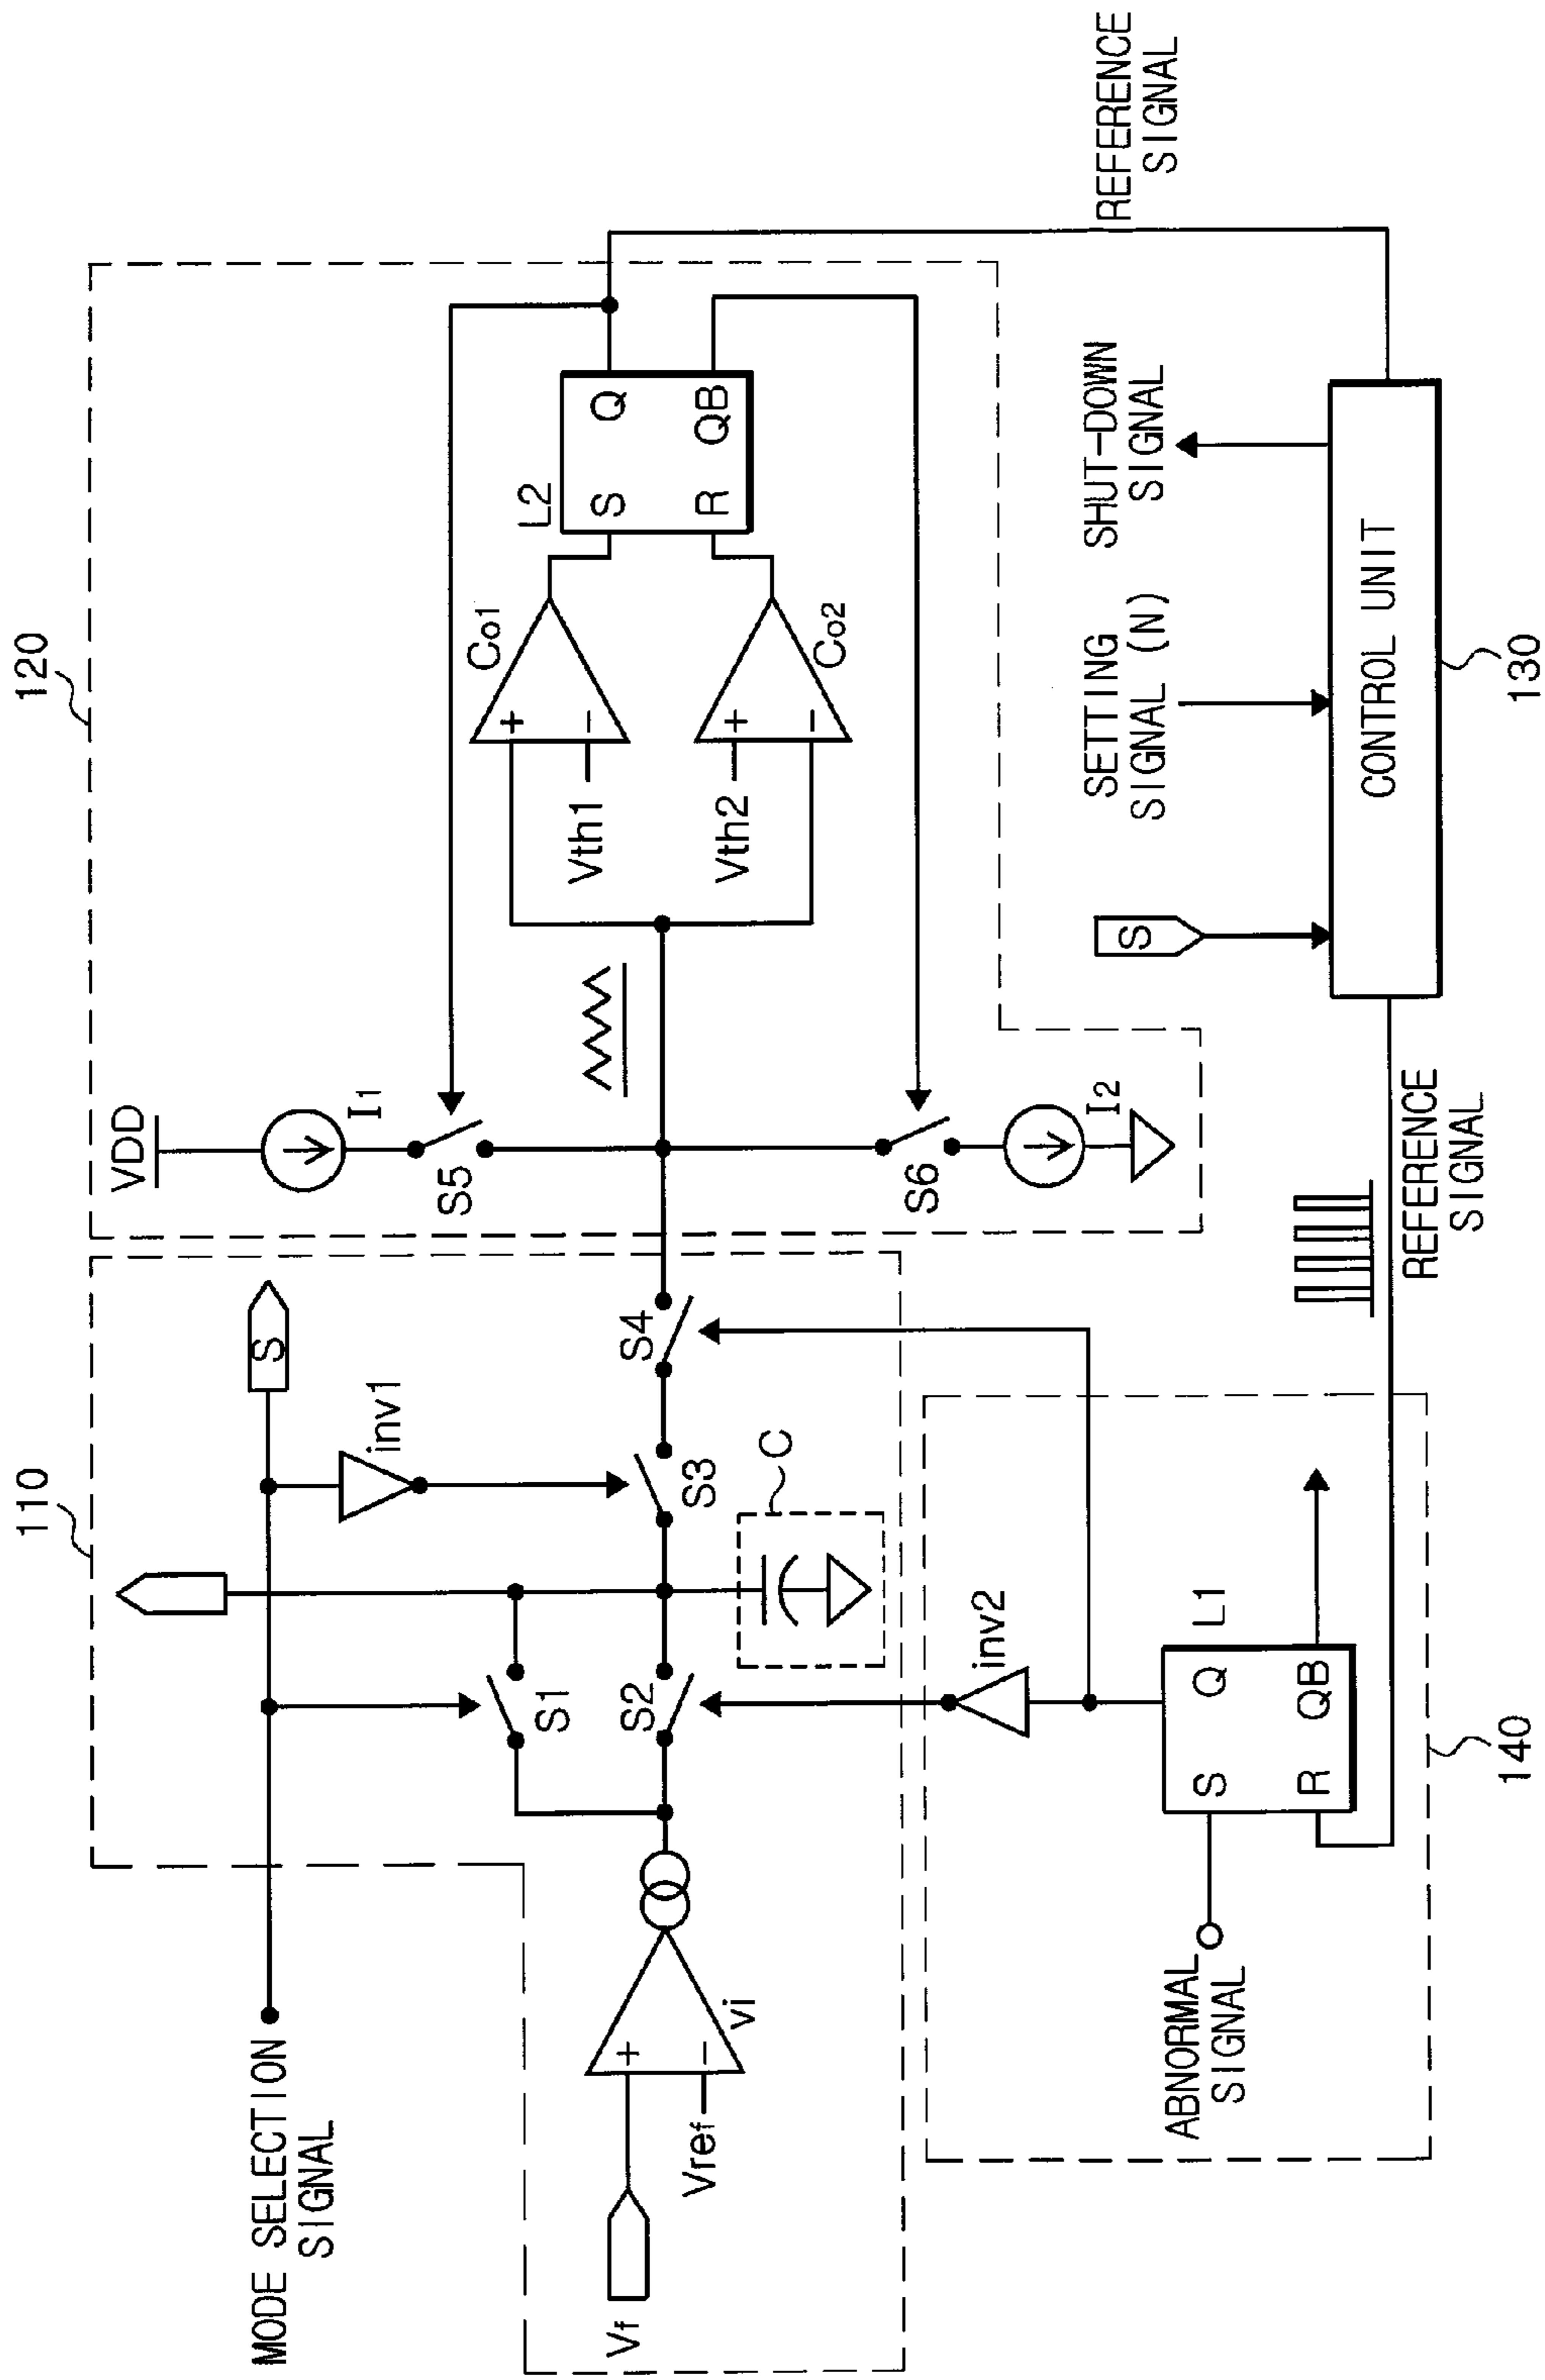 110
120
MODE SELECTION
SIGNAL
S
VDD
I1
S5
inv1
L2
Co1
S
Q
R
QB
+
−
Vth1
Vth2
+
−
Co2
S1
S2
S3
S4
C
S6
I2
Vf
+
−
Vref
vi
inv2
L1
S
Q
R
QB
ABNORMAL
SIGNAL
140
REFERENCE
SIGNAL
S
SETTING
SIGNAL (N)
SHUT-DOWN
SIGNAL
CONTROL UNIT
130
REFERENCE
SIGNAL